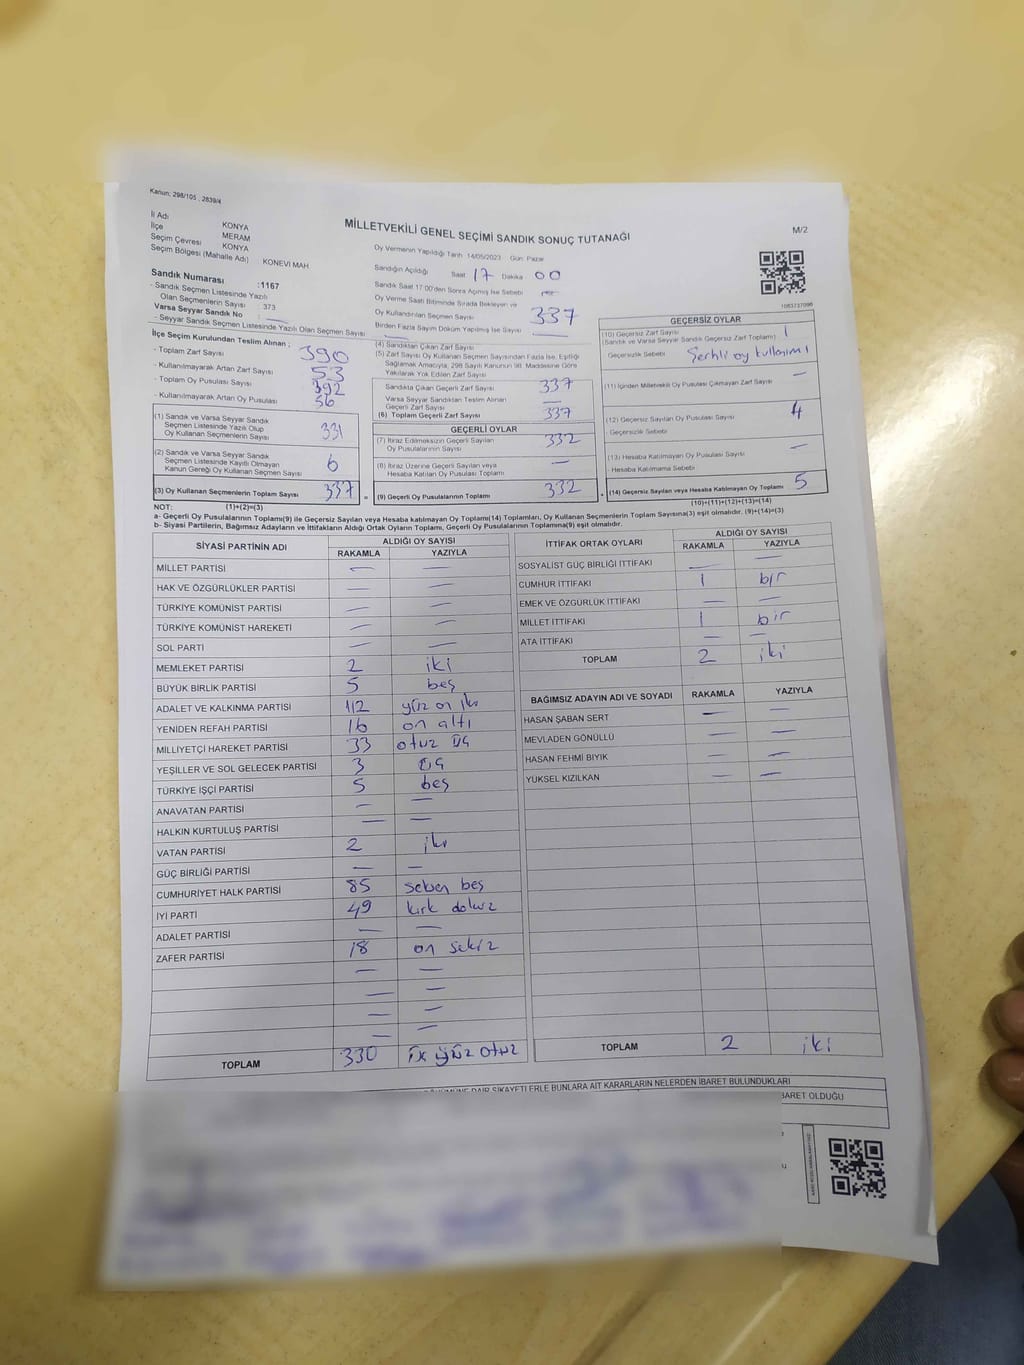 Kanun; 298/105 , 2839/4
MİLLETVEKİLİ GENEL SEÇİMİ SANDIK SONUÇ TUTANAĞI
M/2
İl Adı KONYA
İlçe MERAM
Seçim Çevresi KONYA
Seçim Bölgesi (Mahalle Adı) KONEVİ MAH
Sandık Numarası :1167
- Sandık Seçmen Listesinde Yazılı
Olan Seçmenlerin Sayısı : 373
Varsa Seyyar Sandık No : —
- Seyyar Sandık Seçmen Listesinde Yazılı Olan Seçmen Sayısı —
İlçe Seçim Kurulundan Teslim Alınan ;
- Toplam Zarf Sayısı 390
- Kullanılmayarak Artan Zarf Sayısı 53
- Toplam Oy Pusulası Sayısı 392
- Kullanılmayarak Artan Oy Pusulası 56
(1) Sandık ve Varsa Seyyar Sandık
Seçmen Listesinde Yazılı Olup
Oy Kullanan Seçmenlerin Sayısı 331
(2) Sandık ve Varsa Seyyar Sandık
Seçmen Listesinde Kayıtlı Olmayan
Kanun Gereği Oy Kullanan Seçmen Sayısı 6
(3) Oy Kullanan Seçmenlerin Toplam Sayısı 337 =
Oy Vermenin Yapıldığı Tarih 14/05/2023 Gün: Pazar
Sandığın Açıldığı Saat 17 Dakika 00
Sandık Saat 17:00'den Sonra Açılmış İse Sebebi —
Oy Verme Saati Bitiminde Sırada Bekleyen ve
Oy Kullandırılan Seçmen Sayısı
337
Birden Fazla Sayım Döküm Yapılmış İse Sayısı —
(4) Sandıktan Çıkan Zarf Sayısı
(5) Zarf Sayısı Oy Kullanan Seçmen Sayısından Fazla İse, Eşitliği
Sağlamak Amacıyla; 298 Sayılı Kanunun 98. Maddesine Göre
Yakılarak Yok Edilen Zarf Sayısı
Sandıkta Çıkan Geçerli Zarf Sayısı 337
Varsa Seyyar Sandıktan Teslim Alınan
Geçerli Zarf Sayısı —
(6) Toplam Geçerli Zarf Sayısı 337
GEÇERLİ OYLAR
(7) İtiraz Edilmeksizin Geçerli Sayılan
Oy Pusulalarının Sayısı 332
(8) İtiraz Üzerine Geçerli Sayılan veya
Hesaba Katılan Oy Pusulası Toplamı —
(9) Geçerli Oy Pusulalarının Toplamı 332 +
1063737096
GEÇERSİZ OYLAR
(10) Geçersiz Zarf Sayısı 1
(Sandık ve Varsa Seyyar Sandık Geçersiz Zarf Toplamı)
Geçersizlik Sebebi
(11) İçinden Milletvekili Oy Pusulası Çıkmayan Zarf Sayısı —
(12) Geçersiz Sayılan Oy Pusulası Sayısı 4
- Geçersizlik Sebebi
(13) Hesaba Katılmayan Oy Pusulası Sayısı —
- Hesaba Katılmama Sebebi
(14) Geçersiz Sayılan veya Hesaba Katılmayan Oy Toplamı 5
NOT: (1)+(2)=(3)
(10)+(11)+(12)+(13)=(14)
a- Geçerli Oy Pusulalarının Toplamı(9) ile Geçersiz Sayılan veya Hesaba katılmayan Oy Toplamı(14) Toplamları, Oy Kullanan Seçmenlerin Toplam Sayısına(3) eşit olmalıdır. (9)+(14)=(3)
b- Siyasi Partilerin, Bağımsız Adayların ve İttifakların Aldığı Ortak Oyların Toplamı, Geçerli Oy Pusulalarının Toplamına(9) eşit olmalıdır.
SİYASİ PARTİNİN ADI ALDIĞI OY SAYISI
RAKAMLA YAZIYLA
MİLLET PARTİSİ — —
HAK VE ÖZGÜRLÜKLER PARTİSİ — —
TÜRKİYE KOMÜNİST PARTİSİ — —
TÜRKİYE KOMÜNİST HAREKETİ — —
SOL PARTİ — —
MEMLEKET PARTİSİ 2 iki
BÜYÜK BİRLİK PARTİSİ 5 beş
ADALET VE KALKINMA PARTİSİ 112 yüz on iki
YENİDEN REFAH PARTİSİ 16 on altı
MİLLİYETÇİ HAREKET PARTİSİ 33 otuz üç
YEŞİLLER VE SOL GELECEK PARTİSİ 3 üç
TÜRKİYE İŞÇİ PARTİSİ 5 beş
ANAVATAN PARTİSİ — —
HALKIN KURTULUŞ PARTİSİ — —
VATAN PARTİSİ 2 iki
GÜÇ BİRLİĞİ PARTİSİ — —
CUMHURİYET HALK PARTİSİ 85 seksen beş
İYİ PARTİ 49 kırk dokuz
ADALET PARTİSİ — —
ZAFER PARTİSİ 18 on sekiz
— —
— —
— —
— —
TOPLAM 330 üç yüz otuz
İTTİFAK ORTAK OYLARI ALDIĞI OY SAYISI
RAKAMLA YAZIYLA
SOSYALİST GÜÇ BİRLİĞİ İTTİFAKI — —
CUMHUR İTTİFAKI 1 bir
EMEK VE ÖZGÜRLÜK İTTİFAKI — —
MİLLET İTTİFAKI 1 bir
ATA İTTİFAKI — —
TOPLAM 2 iki
BAĞIMSIZ ADAYIN ADI VE SOYADI RAKAMLA YAZIYLA
HASAN ŞABAN SERT — —
MEVLADEN GÖNÜLLÜ — —
HASAN FEHMİ BIYIK — —
YÜKSEL KIZILKAN — —
TOPLAM 2 iki
DÖKÜMÜNE DAİR ŞİKAYETLERLE BUNLARA AİT KARARLARIN NELERDEN İBARET BULUNDUKLARI
BARET OLDUĞU